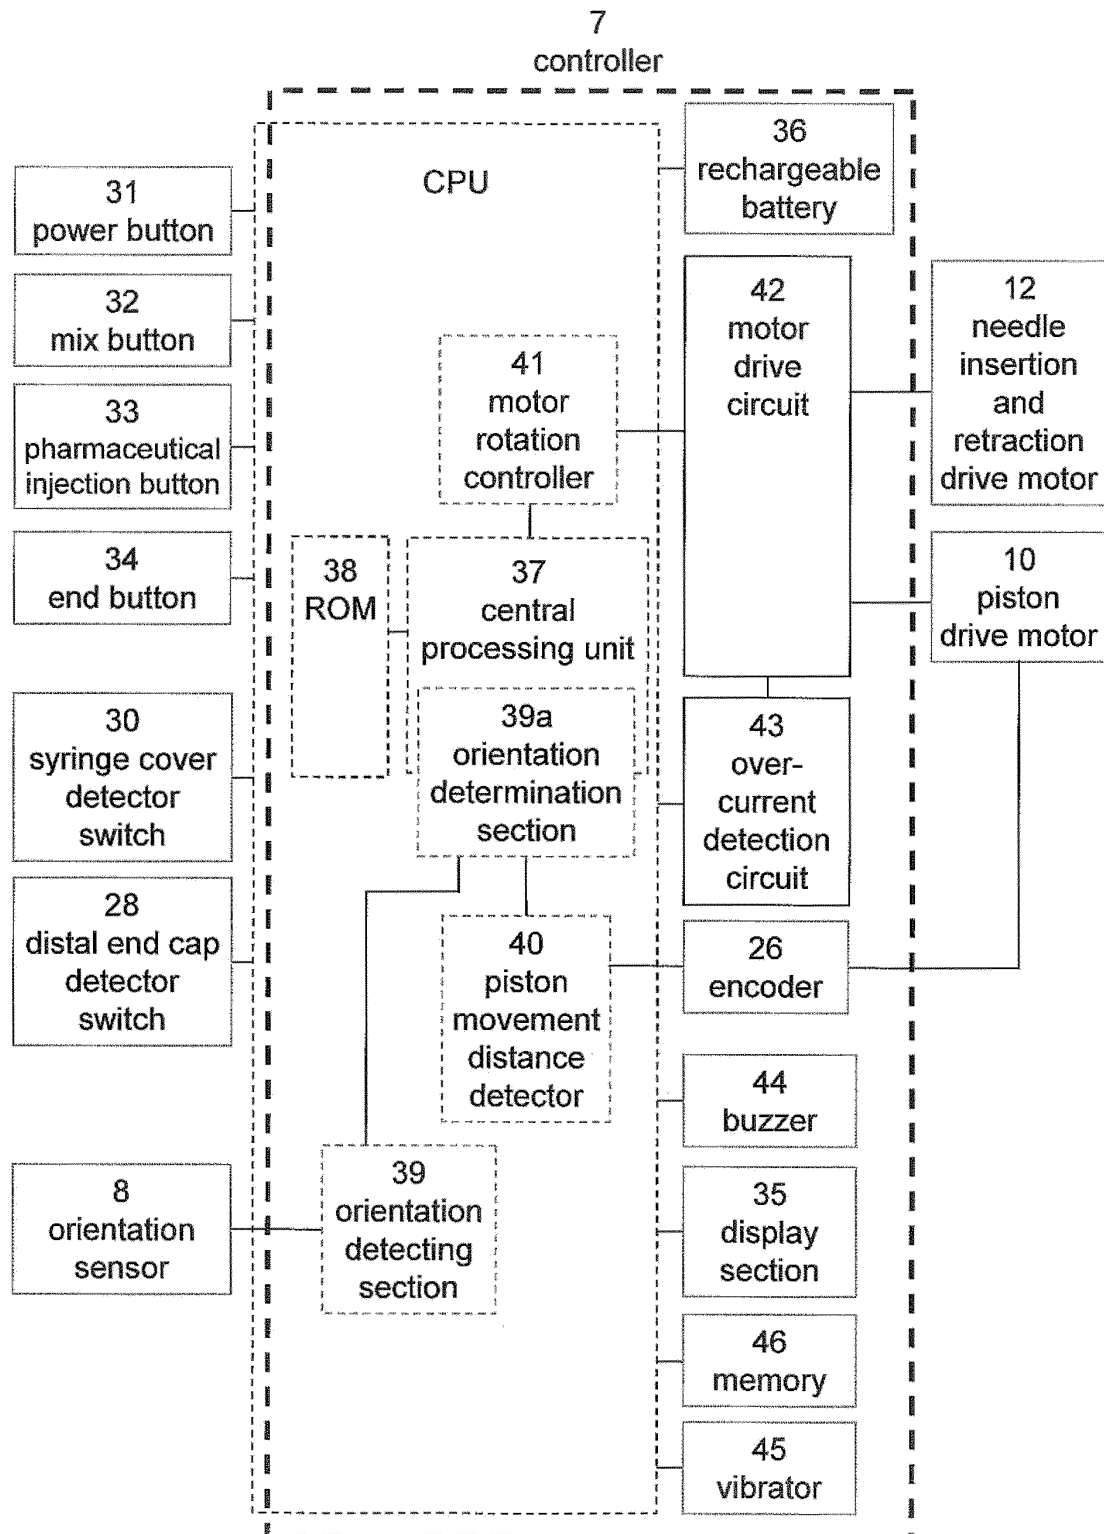 7
controller
CPU
31
power button
32
mix button
33
pharmaceutical
injection button
34
end button
30
syringe cover
detector
switch
28
distal end cap
detector
switch
8
orientation
sensor
41
motor
rotation
controller
38
ROM
37
central
processing unit
39a
orientation
determination
section
40
piston
movement
distance
detector
39
orientation
detecting
section
36
rechargeable
battery
42
motor
drive
circuit
43
over-
current
detection
circuit
26
encoder
44
buzzer
35
display
section
46
memory
45
vibrator
12
needle
insertion
and
retraction
drive motor
10
piston
drive motor